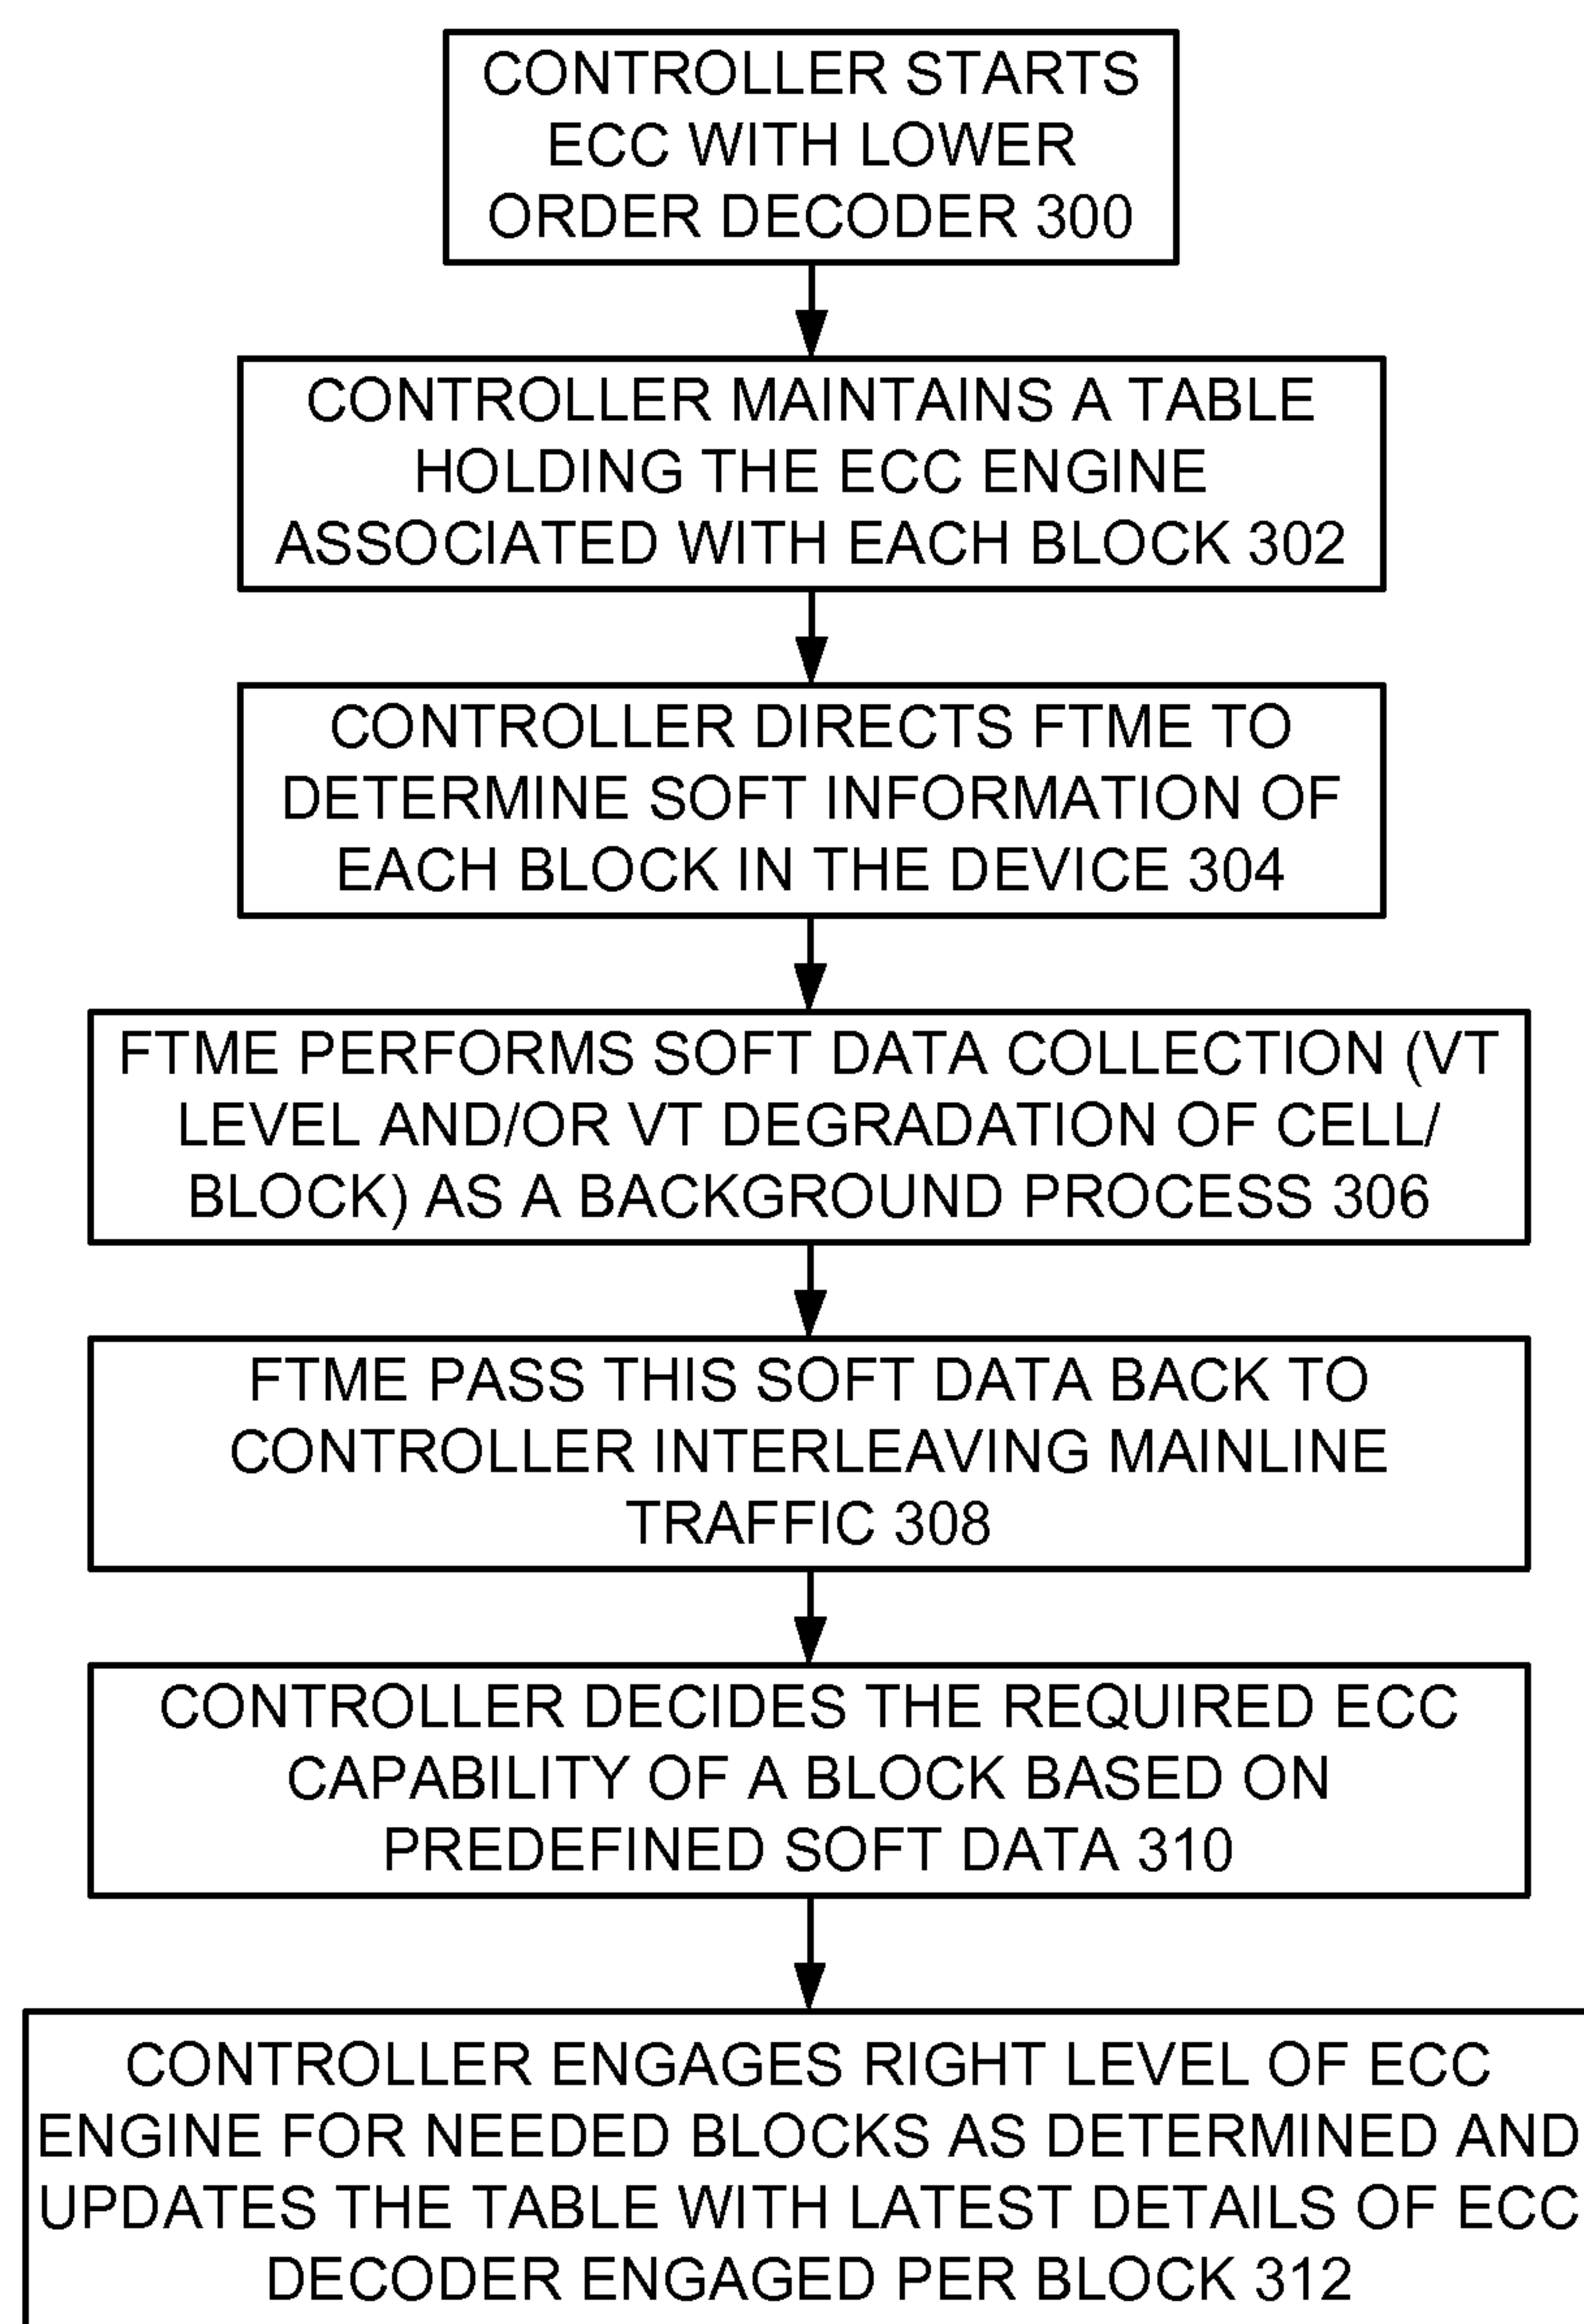 CONTROLLER STARTS
ECC WITH LOWER
ORDER DECODER 300
CONTROLLER MAINTAINS A TABLE
HOLDING THE ECC ENGINE
ASSOCIATED WITH EACH BLOCK 302
CONTROLLER DIRECTS FTME TO
DETERMINE SOFT INFORMATION OF
EACH BLOCK IN THE DEVICE 304
FTME PERFORMS SOFT DATA COLLECTION (VT
LEVEL AND/OR VT DEGRADATION OF CELL/
BLOCK) AS A BACKGROUND PROCESS 306
FTME PASS THIS SOFT DATA BACK TO
CONTROLLER INTERLEAVING MAINLINE
TRAFFIC 308
CONTROLLER DECIDES THE REQUIRED ECC
CAPABILITY OF A BLOCK BASED ON
PREDEFINED SOFT DATA 310
CONTROLLER ENGAGES RIGHT LEVEL OF ECC
ENGINE FOR NEEDED BLOCKS AS DETERMINED AND
UPDATES THE TABLE WITH LATEST DETAILS OF ECC
DECODER ENGAGED PER BLOCK 312